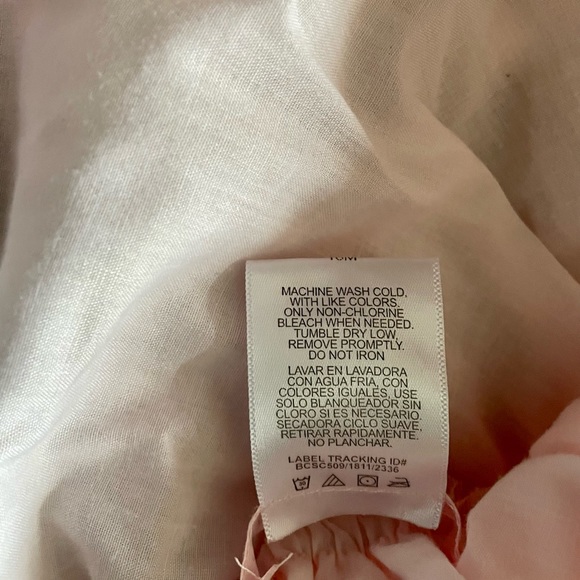 MACHINE WASH COLD,
WITH LIKE COLORS.
ONLY NON-CHLORINE
BLEACH WHEN NEEDED.
TUMBLE DRY LOW,
REMOVE PROMPTLY.
DO NOT IRON
LAVAR EN LAVADORA
CON AGUA FRIA, CON
COLORES IGUALES, USE
SOLO BLANQUEADOR SIN
CLORO SI ES NECESARIO.
SECADORA CICLO SUAVE,
RETIRAR RAPIDAMENTE.
NO PLANCHAR.
LABEL TRACKING ID#
BCSC509/1811/2336